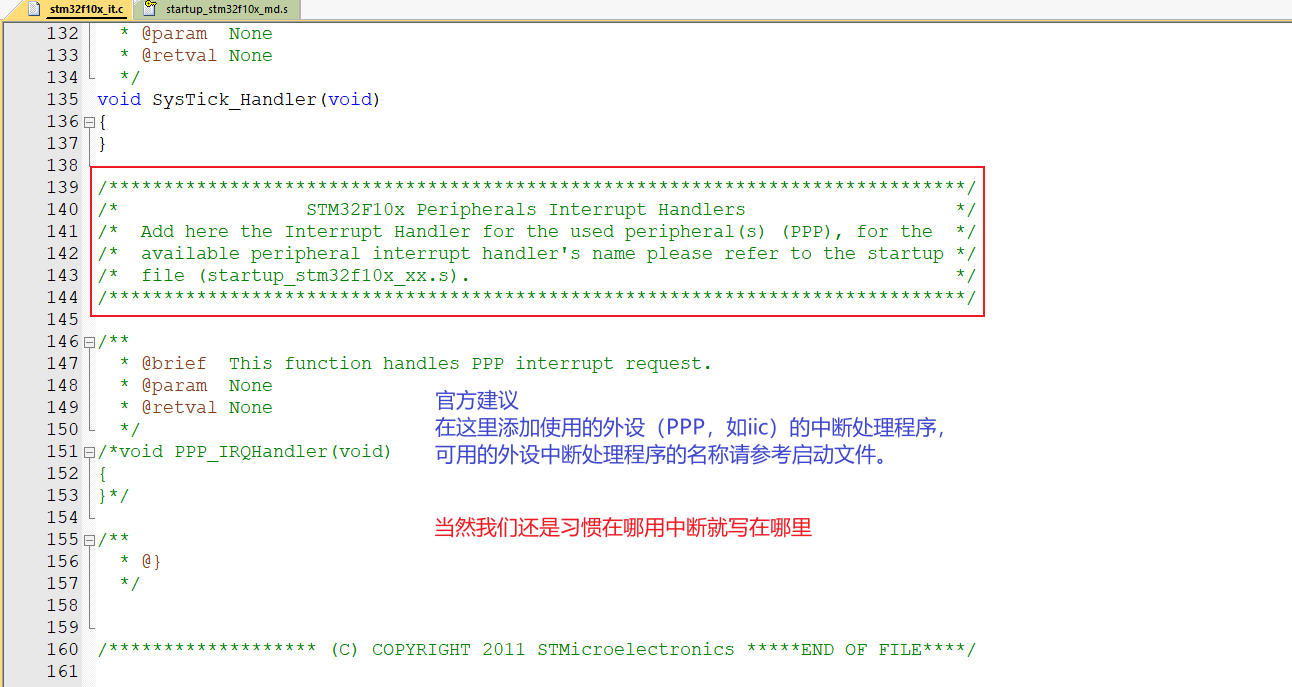 stm32f10x_it.c startup_stm32f10x_md.s
132 * @param None
133 * @retval None
134 */
135 void SysTick_Handler(void)
136 {
137 }
138
139 /******************************************************************************/
140 /* STM32F10x Peripherals Interrupt Handlers */
141 /* Add here the Interrupt Handler for the used peripheral(s) (PPP), for the */
142 /* available peripheral interrupt handler's name please refer to the startup */
143 /* file (startup_stm32f10x_xx.s). */
144 /******************************************************************************/
145
146 /**
147 * @brief This function handles PPP interrupt request.
148 * @param None
149 * @retval None
150 */
151 /*void PPP_IRQHandler(void)
152 {
153 }*/
154
155 /**
156 * @}
157 */
158
159
160 /******************* (C) COPYRIGHT 2011 STMicroelectronics *****END OF FILE****/
161
官方建议
在这里添加使用的外设（PPP，如iic）的中断处理程序，
可用的外设中断处理程序的名称请参考启动文件。
当然我们还是习惯在哪用中断就写在哪里